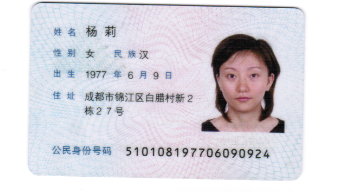 姓名 杨莉
性别 女 民族 汉
出生 1977 年 6 月 9 日
住址 成都市锦江区白腊村新2
栋27号
公民身份号码 510108197706090924